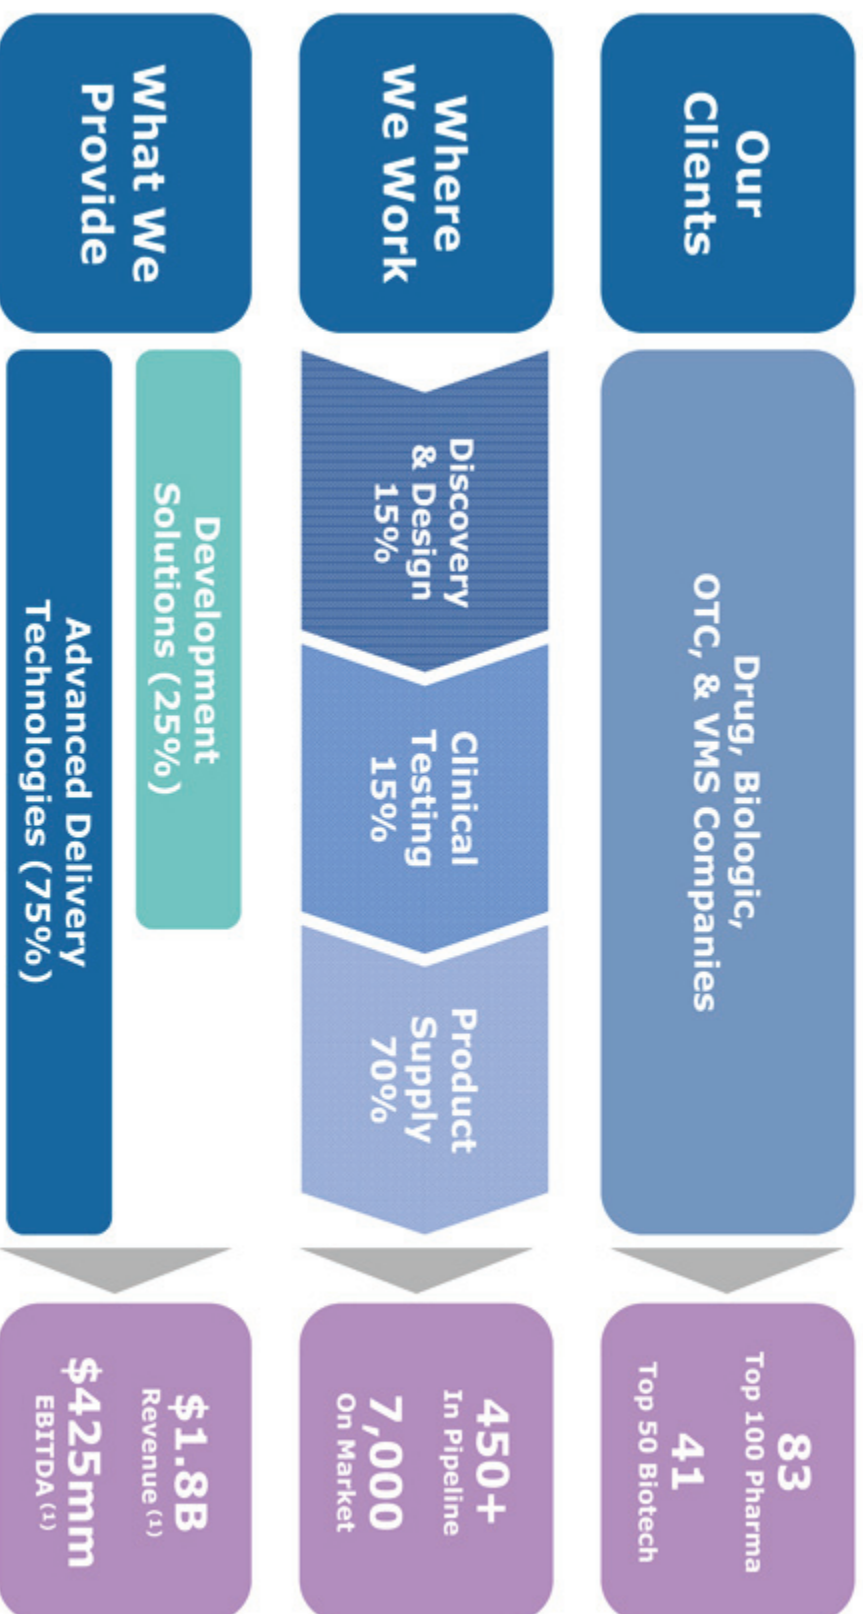 Our
Clients
Drug, Biologic,
OTC, & VMS Companies
83
Top 100 Pharma
41
Top 50 Biotech
Where
We Work
Discovery
& Design
15%
Clinical
Testing
15%
Product
Supply
70%
450+
In Pipeline
7,000
On Market
What We
Provide
Development
Solutions (25%)
Advanced Delivery
Technologies (75%)
$1.8B
Revenue (1)
$425mm
EBITDA (1)